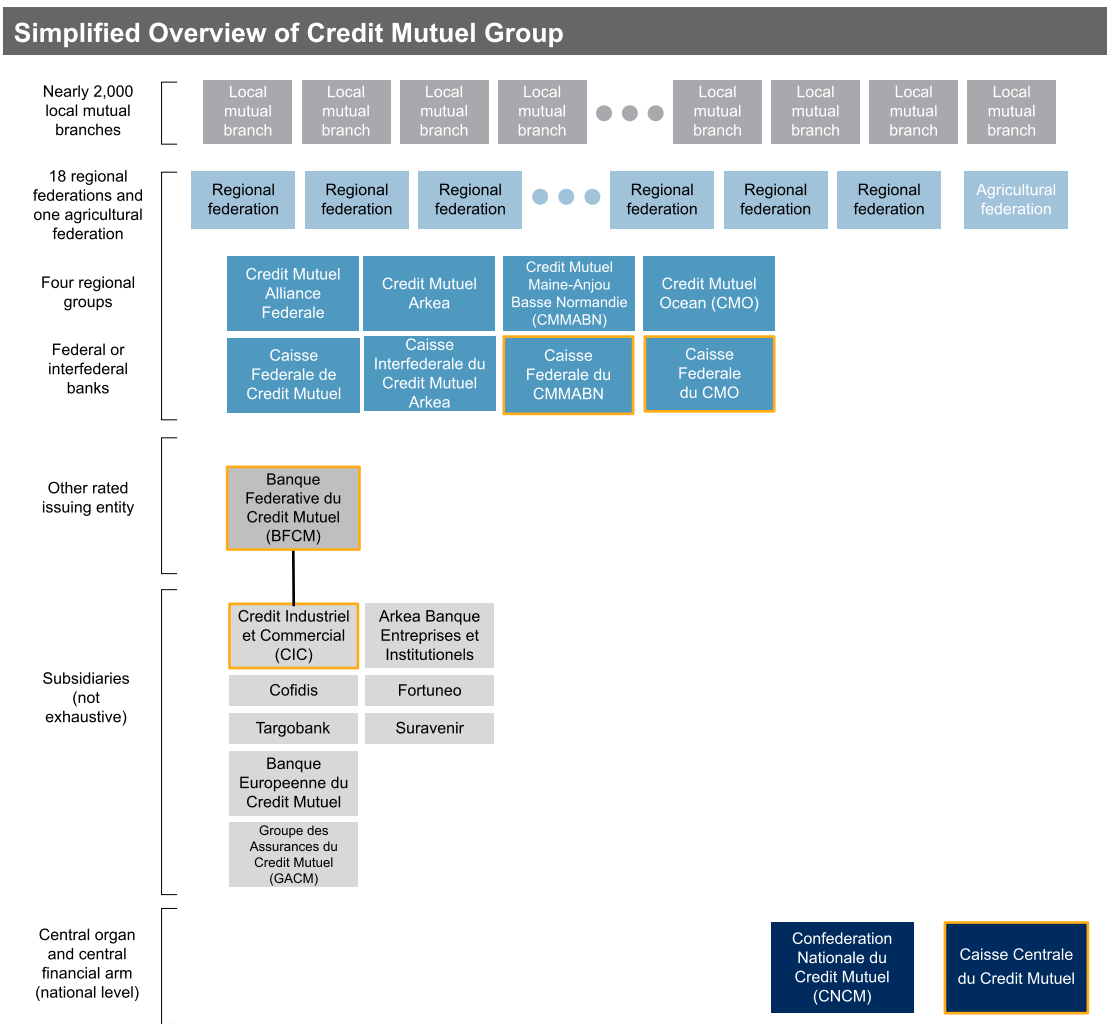 Simplified Overview of Credit Mutuel Group
Nearly 2,000
local mutual
branches
Local
mutual
branch
Local
mutual
branch
Local
mutual
branch
Local
mutual
branch
Local
mutual
branch
Local
mutual
branch
Local
mutual
branch
Local
mutual
branch
18 regional
federations and
one agricultural
federation
Regional
federation
Regional
federation
Regional
federation
Regional
federation
Regional
federation
Regional
federation
Agricultural
federation
Four regional
groups
Credit Mutuel
Alliance
Federale
Credit Mutuel
Arkea
Credit Mutuel
Maine-Anjou
Basse Normandie
(CMMABN)
Credit Mutuel
Ocean (CMO)
Federal or
interfederal
banks
Caisse
Federale de
Credit Mutuel
Caisse
Interfederale du
Credit Mutuel
Arkea
Caisse
Federale du
CMMABN
Caisse
Federale
du CMO
Other rated
issuing entity
Banque
Federative du
Credit Mutuel
(BFCM)
Subsidiaries
(not
exhaustive)
Credit Industriel
et Commercial
(CIC)
Arkea Banque
Entreprises et
Institutionels
Cofidis
Fortuneo
Targobank
Suravenir
Banque
Europeenne du
Credit Mutuel
Groupe des
Assurances du
Credit Mutuel
(GACM)
Central organ
and central
financial arm
(national level)
Confederation
Nationale du
Credit Mutuel
(CNCM)
Caisse Centrale
du Credit Mutuel